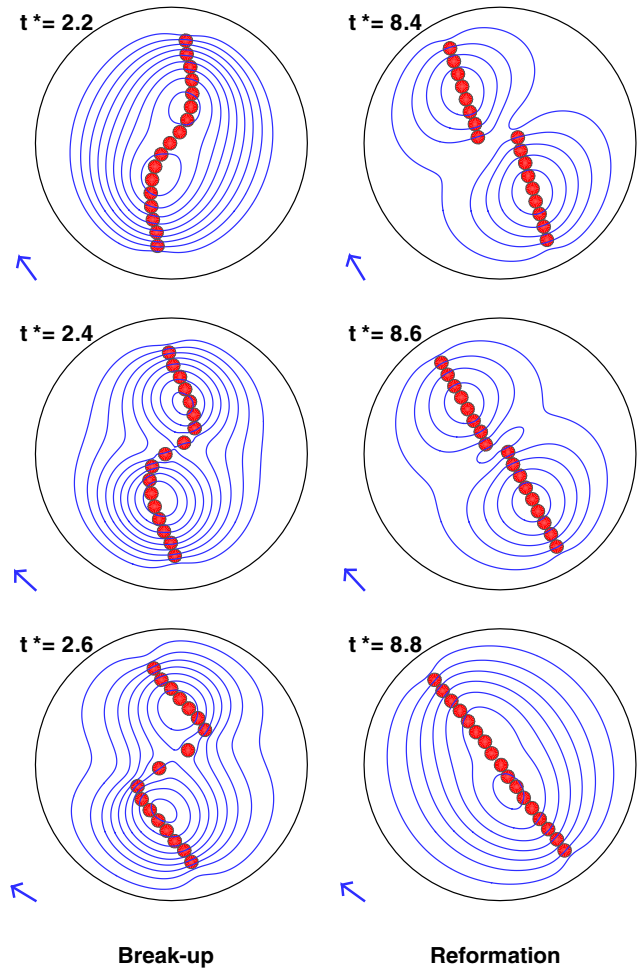 t *= 2.2
t *= 8.4
t *= 2.4
t *= 8.6
t *= 2.6
t *= 8.8
Break-up
Reformation